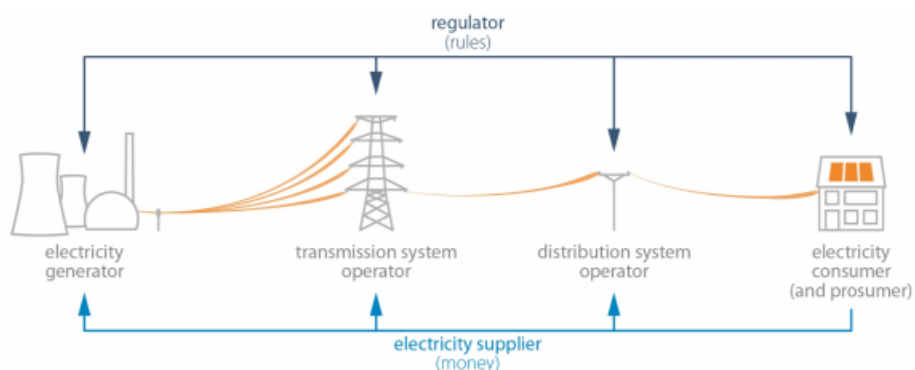 regulator
(rules)
electricity
generator
transmission system
operator
distribution system
operator
electricity
consumer
(and prosumer)
electricity supplier
(money)